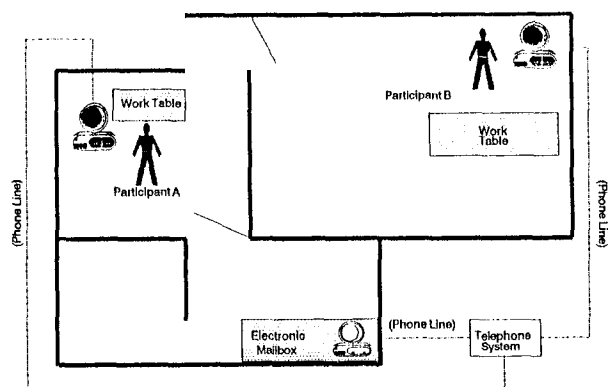 Work Table
Participant A
Participant B
Work
Table
(Phone Line)
(Phone Line)
Electronic
Mailbox
(Phone Line)
Telephone
System